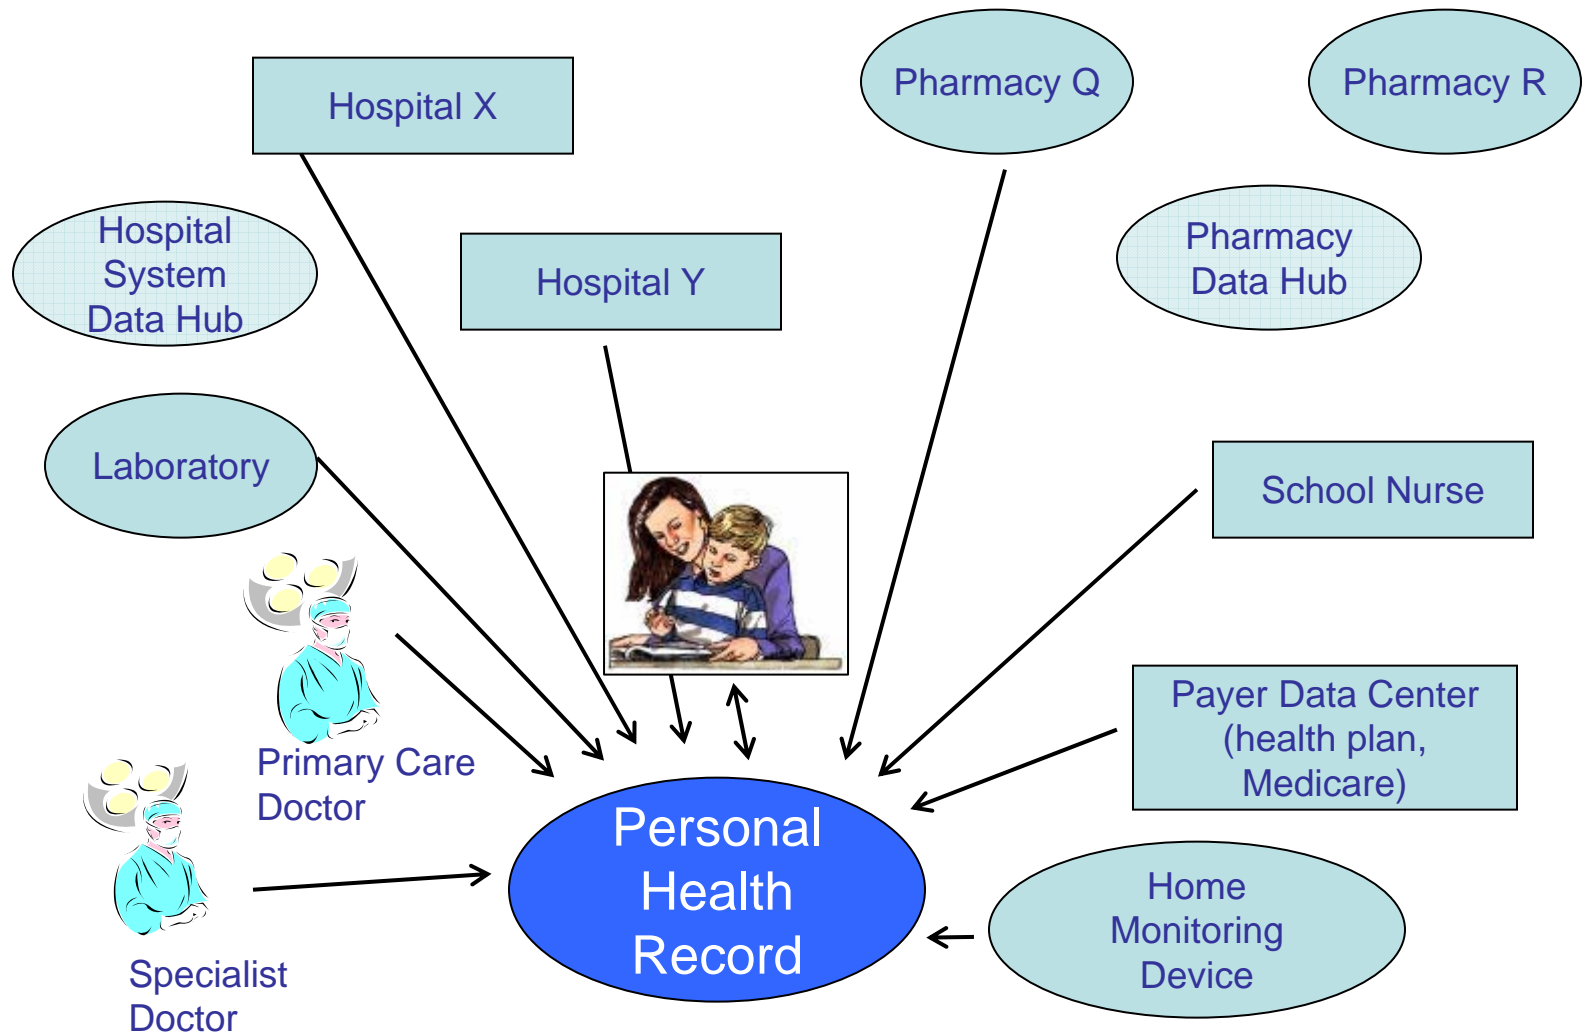 Hospital X
Pharmacy Q
Pharmacy R
Hospital
System
Data Hub
Hospital Y
Pharmacy
Data Hub
Laboratory
School Nurse
Primary Care
Doctor
Payer Data Center
(health plan,
Medicare)
Personal
Health
Record
Home
Monitoring
Device
Specialist
Doctor